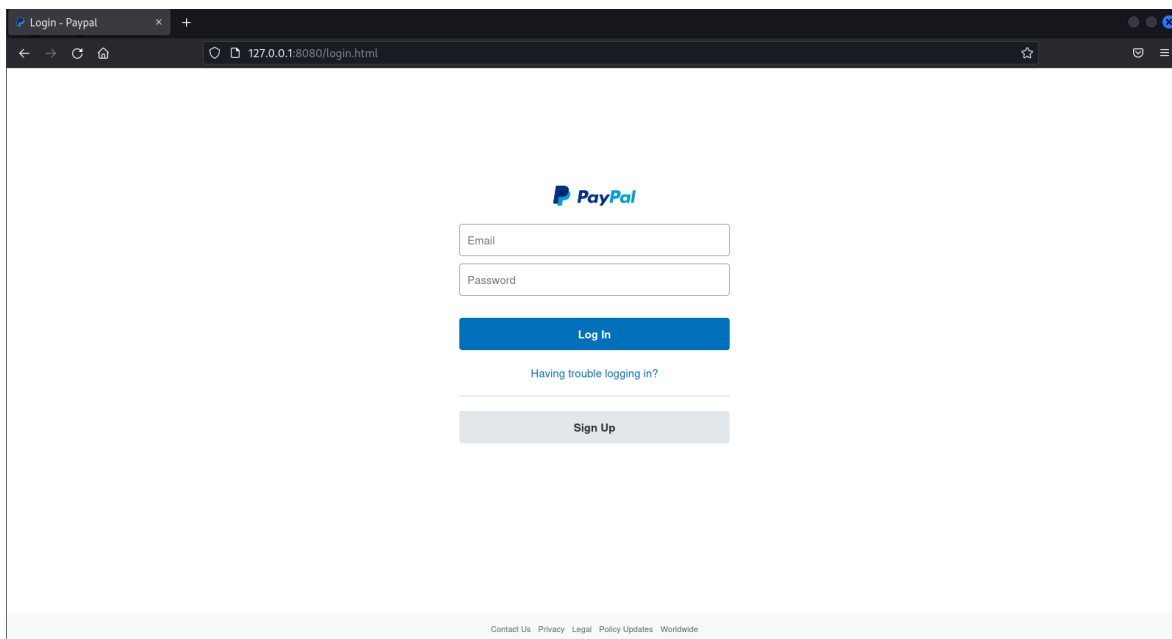 Login - Paypal
127.0.0.1:8080/login.html
PayPal
Email
Password
Log In
Having trouble logging in?
Sign Up
Contact Us Privacy Legal Policy Updates Worldwide